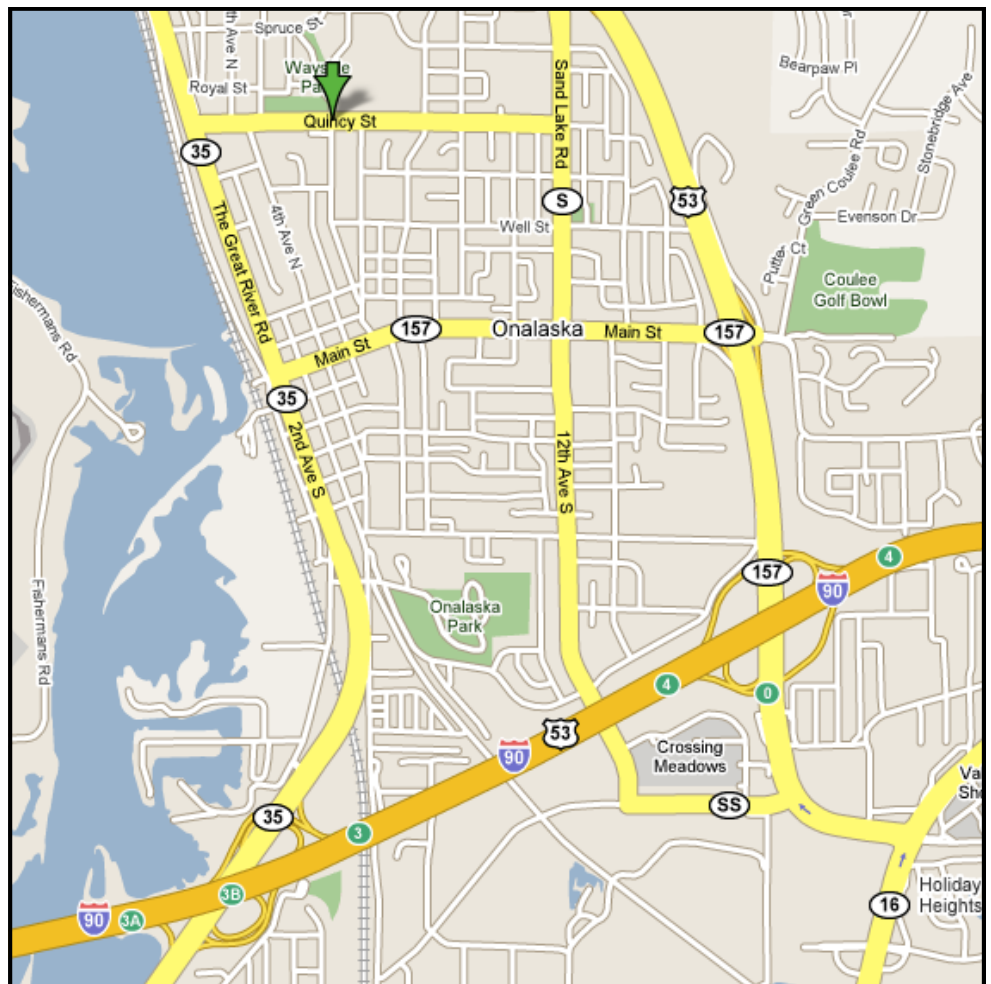 Spruce St
Royal St
Quincy St
35
The Great River Rd
4th Ave N
Sand Lake Rd
S
Well St
53
Bearpaw Pl
Stonebridge Ave
Green Coulee Rd
Evenson Dr
Putter Ct
Coulee
Golf Bowl
Fishermans Rd
Main St
157
Onalaska
Main St
157
35
2nd Ave S
12th Ave S
Fishermans Rd
Onalaska
Park
157
4
90
4
0
53
90
Crossing
Meadows
SS
35
3
3B
3A
90
16
Holiday
Heights